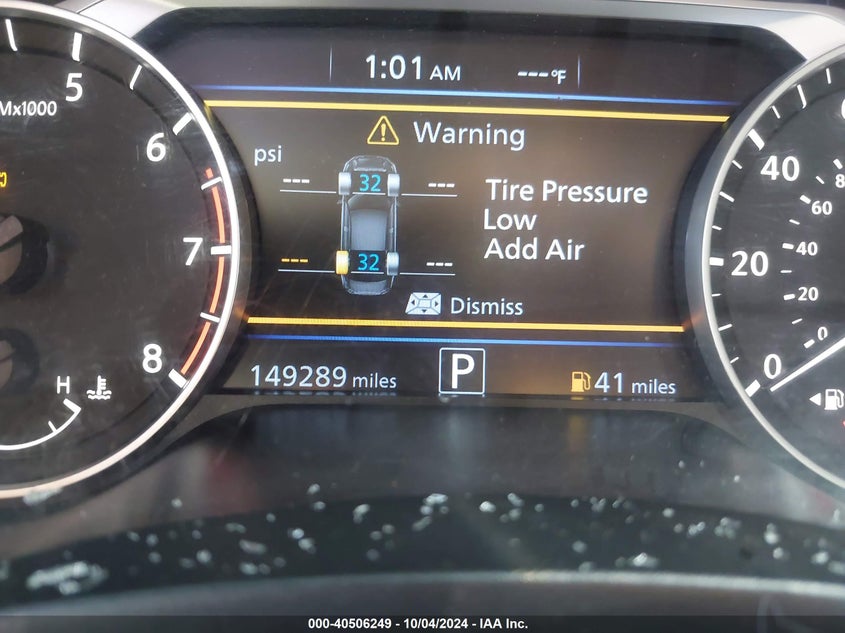 1:01 AM ---°F
5
Mx1000
6
7
8
H
Warning
psi
--- 32 ---
--- 32 ---
Tire Pressure
Low
Add Air
Dismiss
149289 miles P 41 miles
40
20
0
60
40
20
0
000-40506249 - 10/04/2024 - IAA Inc.